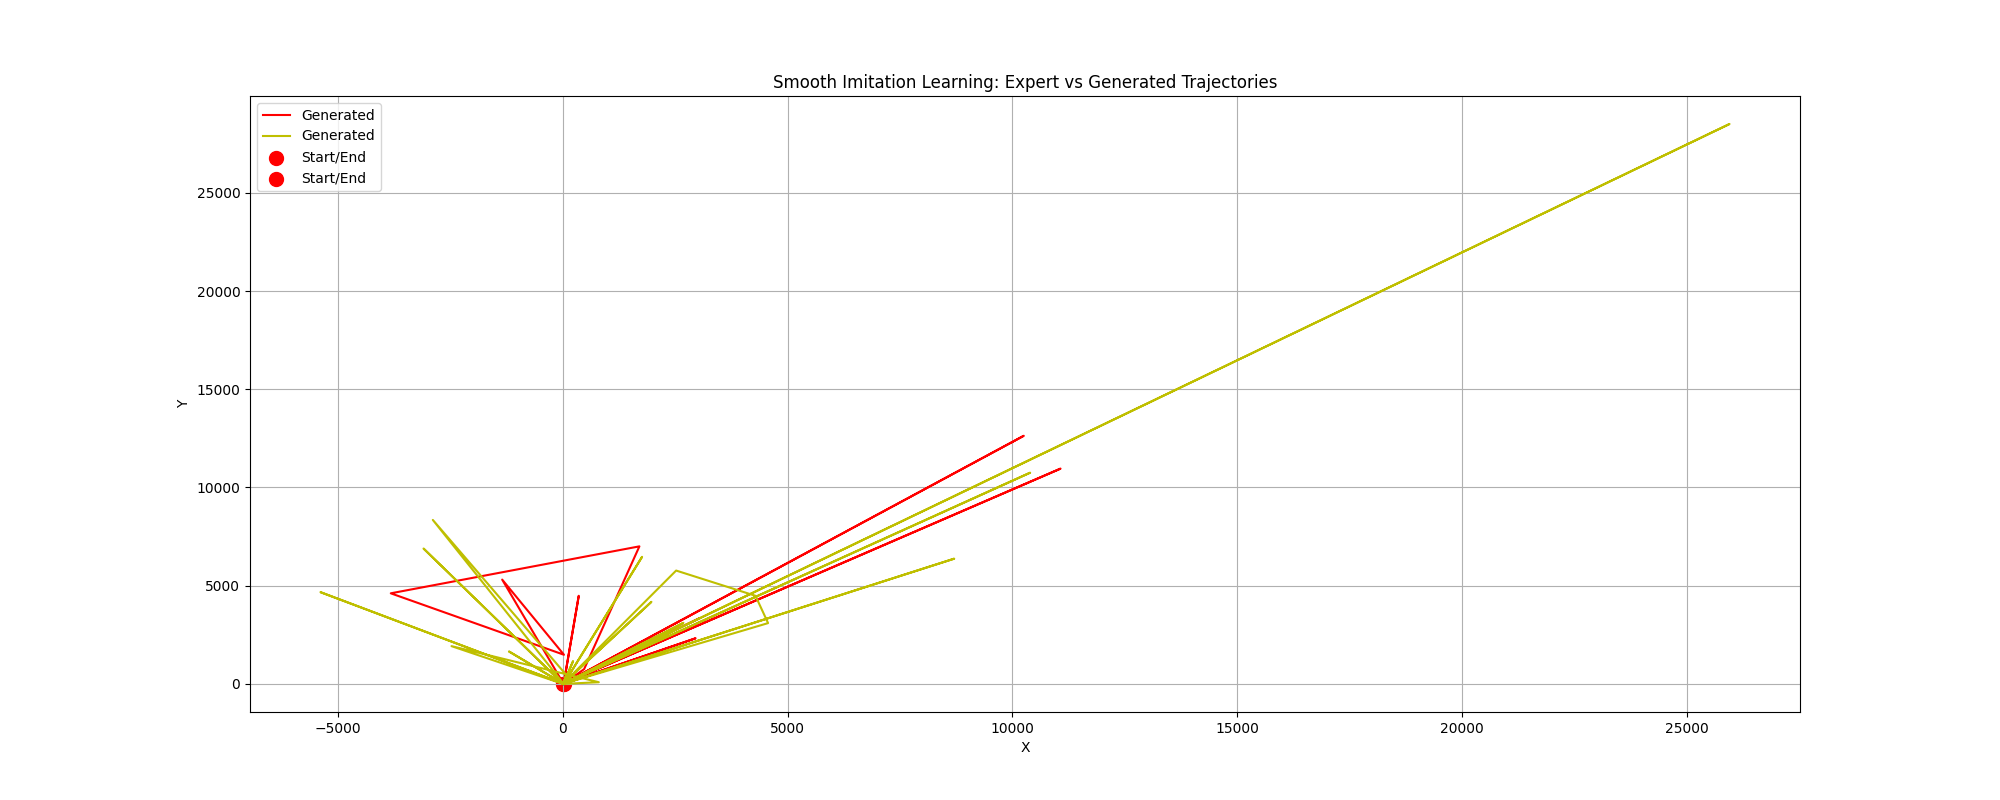 Smooth Imitation Learning: Expert vs Generated Trajectories
Generated
Generated
Start/End
Start/End
25000
20000
15000
10000
5000
0
Y
−5000 0 5000 10000 15000 20000 25000
X